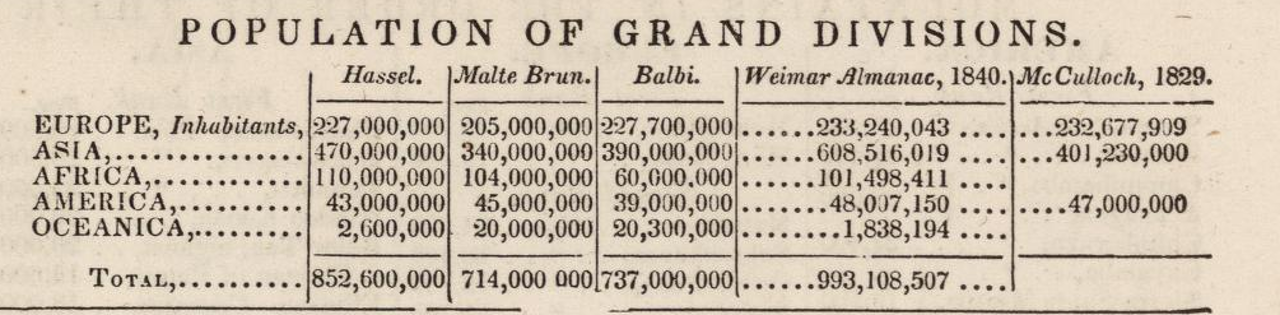 POPULATION OF GRAND DIVISIONS.
Hassel. Malte Brun. Balbi. Weimar Almanac, 1840. McCulloch, 1829.
EUROPE, Inhabitants, 227,000,000 205,000,000 227,700,000 ......233,240,043 .... ...232,677,909
ASIA,............... 470,000,000 340,000,000 390,000,000 ......608,516,019 .... ...401,230,000
AFRICA,............ 110,000,000 104,000,000 60,000,000 ......101,498,411 ....
AMERICA,.......... 43,000,000 45,000,000 39,000,000 .......48,007,150 .... ....47,000,000
OCEANICA,......... 2,600,000 20,000,000 20,300,000 ........1,838,194 ....
TOTAL,.......... 852,600,000 714,000 000 737,000,000 ......993,108,507 ....